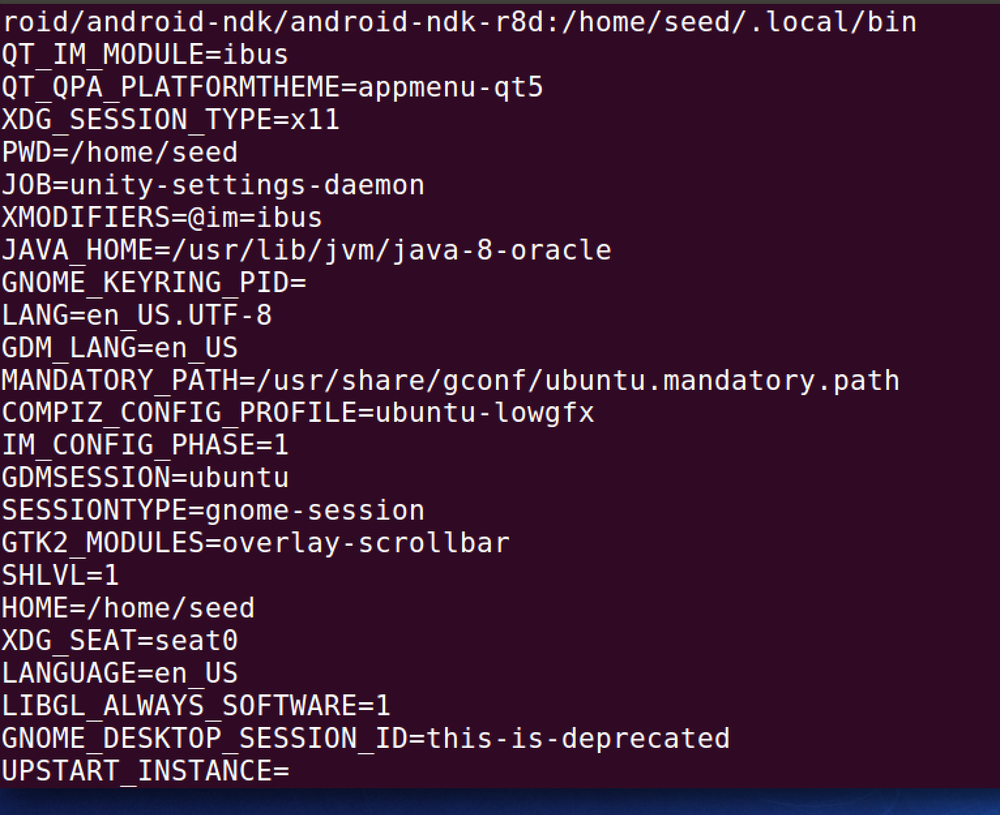 roid/android-ndk/android-ndk-r8d:/home/seed/.local/bin
QT_IM_MODULE=ibus
QT_QPA_PLATFORMTHEME=appmenu-qt5
XDG_SESSION_TYPE=x11
PWD=/home/seed
JOB=unity-settings-daemon
XMODIFIERS=@im=ibus
JAVA_HOME=/usr/lib/jvm/java-8-oracle
GNOME_KEYRING_PID=
LANG=en_US.UTF-8
GDM_LANG=en_US
MANDATORY_PATH=/usr/share/gconf/ubuntu.mandatory.path
COMPIZ_CONFIG_PROFILE=ubuntu-lowgfx
IM_CONFIG_PHASE=1
GDMSESSION=ubuntu
SESSIONTYPE=gnome-session
GTK2_MODULES=overlay-scrollbar
SHLVL=1
HOME=/home/seed
XDG_SEAT=seat0
LANGUAGE=en_US
LIBGL_ALWAYS_SOFTWARE=1
GNOME_DESKTOP_SESSION_ID=this-is-deprecated
UPSTART_INSTANCE=